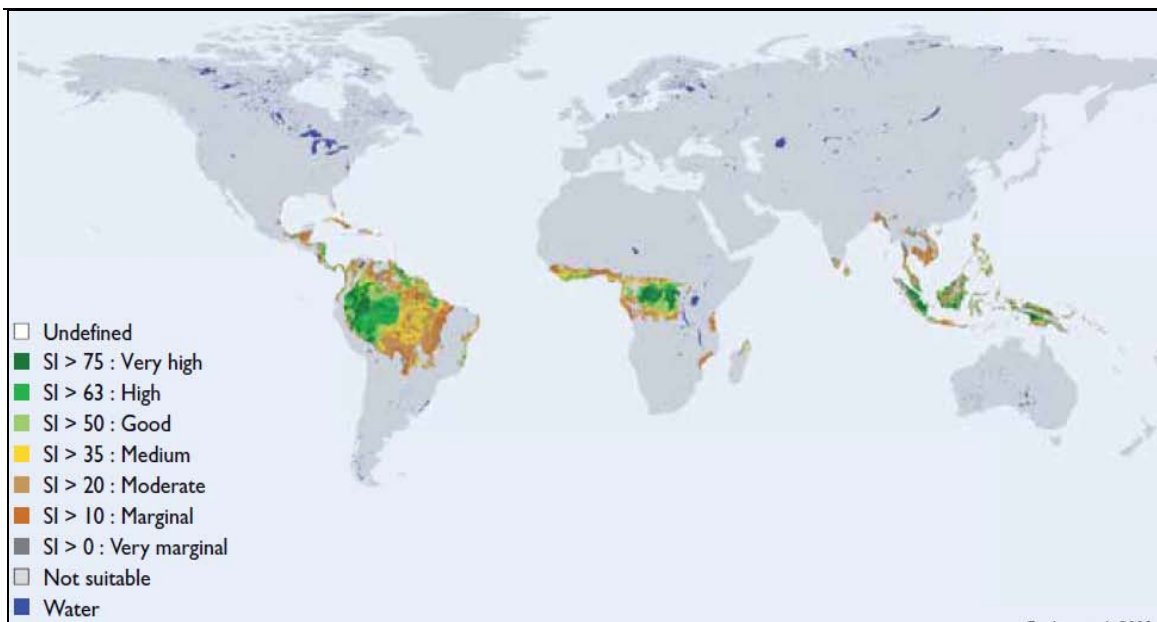 Undefined
SI > 75 : Very high
SI > 63 : High
SI > 50 : Good
SI > 35 : Medium
SI > 20 : Moderate
SI > 10 : Marginal
SI > 0 : Very marginal
Not suitable
Water